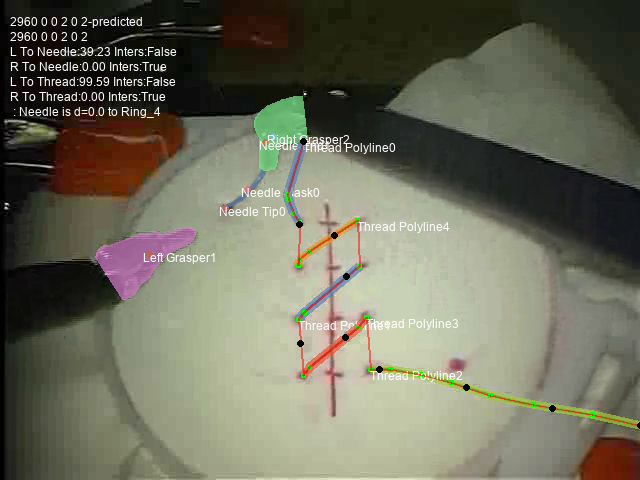 2960 0 0 2 0 2-predicted
2960 0 0 2 0 2
L To Needle:39.23 Inters:False
R To Needle:0.00 Inters:True
L To Thread:99.59 Inters:False
R To Thread:0.00 Inters:True
: Needle is d=0.0 to Ring_4
Right Grasper2
Thread Polyline0
Needle Tip0
Thread Polyline4
Left Grasper1
Thread Polyline3
Thread Polyline2